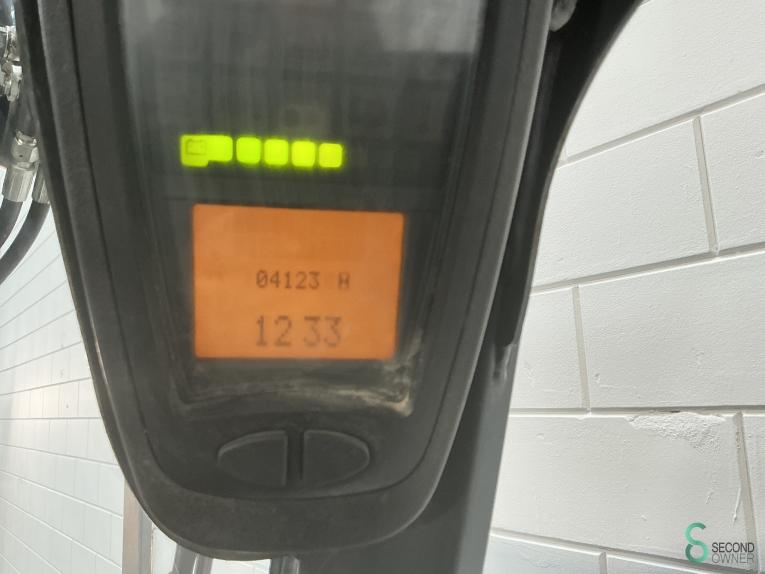 04123 H
12 33
SECOND
OWNER